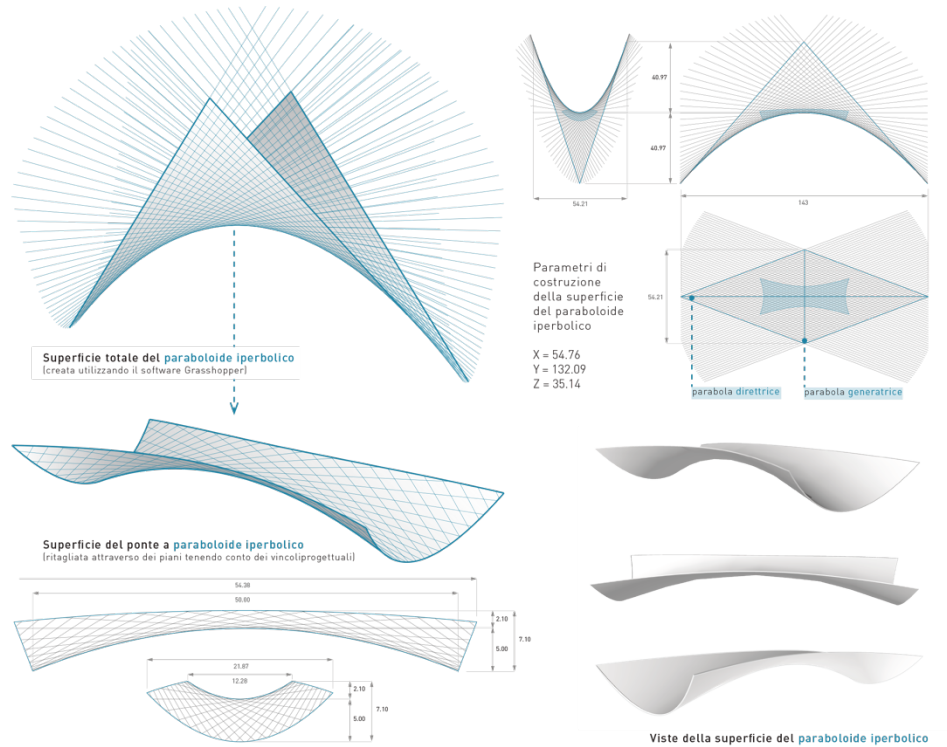 40.97
40.97
54.21
143
54.21
Parametri di
costruzione
della superficie
del paraboloide
iperbolico
X = 54.76
Y = 132.09
Z = 35.14
parabola direttrice
parabola generatrice
Superficie totale del paraboloide iperbolico
(creata utilizzando il software Grasshopper)
Superficie del ponte a paraboloide iperbolico
(ritagliata attraverso dei piani tenendo conto dei vincoliprogettuali)
54.38
50.00
2.10
5.00
7.10
21.87
12.28
2.10
5.00
7.10
Viste della superficie del paraboloide iperbolico